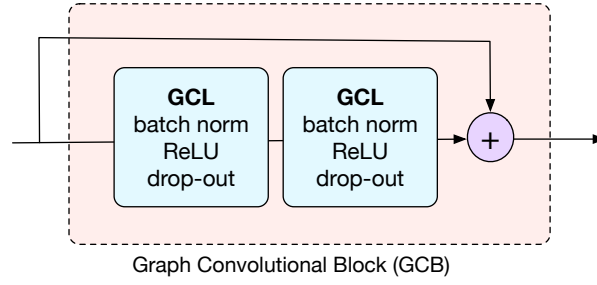 GCL
batch norm
ReLU
drop-out
GCL
batch norm
ReLU
drop-out
+
Graph Convolutional Block (GCB)